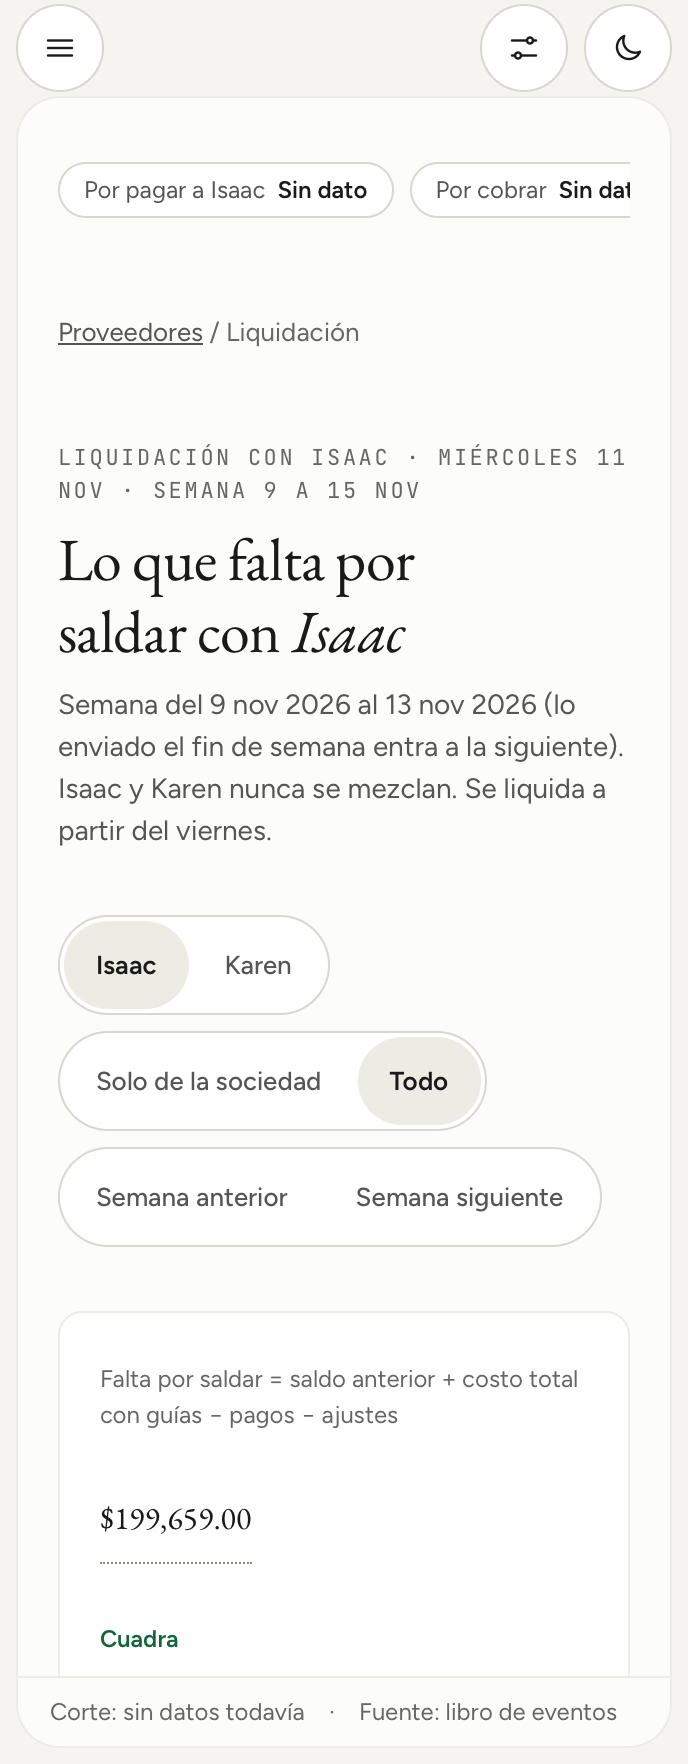 Por pagar a Isaac Sin dato
Por cobrar Sin dat
Proveedores / Liquidación
LIQUIDACIÓN CON ISAAC · MIÉRCOLES 11
NOV · SEMANA 9 A 15 NOV
Lo que falta por
saldar con Isaac
Semana del 9 nov 2026 al 13 nov 2026 (lo
enviado el fin de semana entra a la siguiente).
Isaac y Karen nunca se mezclan. Se liquida a
partir del viernes.
Isaac Karen
Solo de la sociedad Todo
Semana anterior Semana siguiente
Falta por saldar = saldo anterior + costo total
con guías − pagos − ajustes
$199,659.00
Cuadra
Corte: sin datos todavía · Fuente: libro de eventos